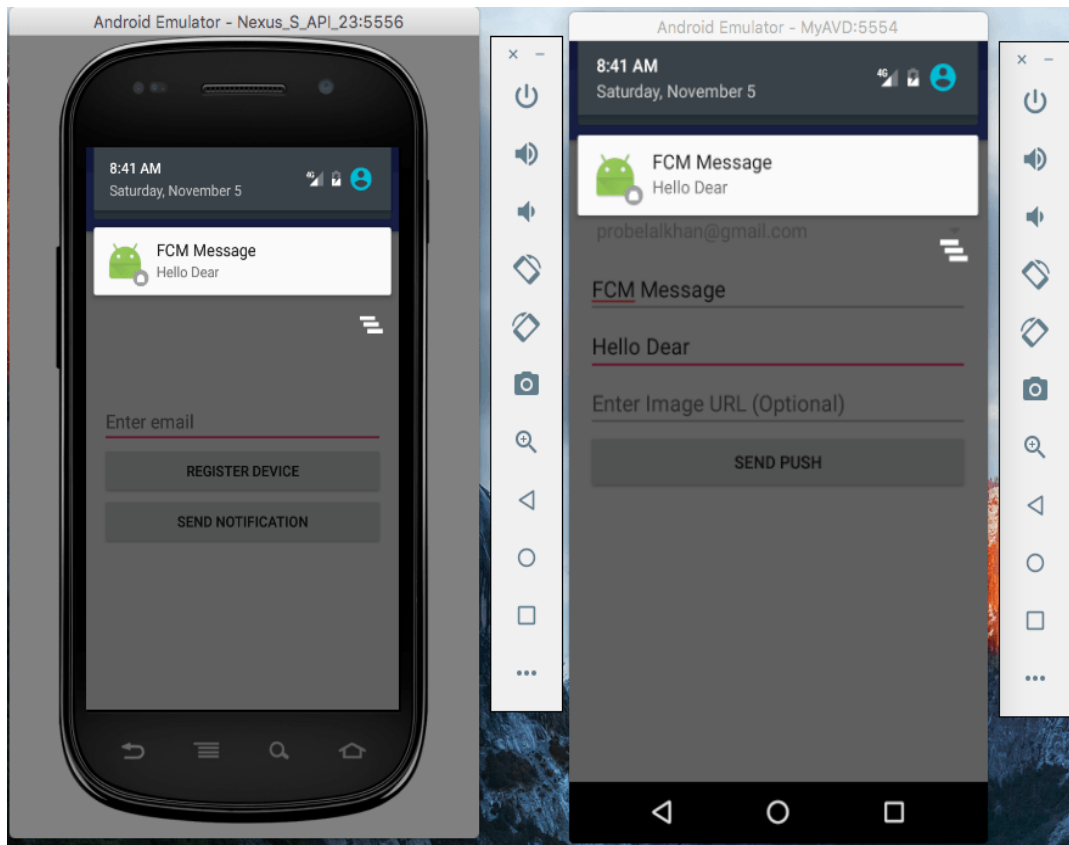 Android Emulator - Nexus_S_API_23:5556
8:41 AM
Saturday, November 5
4G
FCM Message
Hello Dear
Enter email
REGISTER DEVICE
SEND NOTIFICATION
Android Emulator - MyAVD:5554
8:41 AM
Saturday, November 5
4G
FCM Message
Hello Dear
probelalkhan@gmail.com
FCM Message
Hello Dear
Enter Image URL (Optional)
SEND PUSH